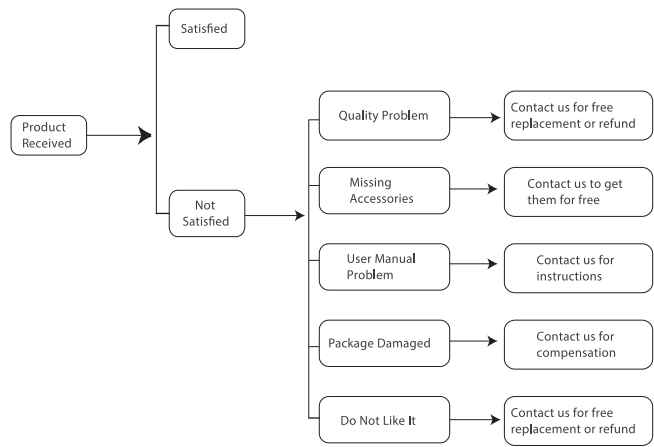 Satisfied
Product
Received
Not
Satisfied
Quality Problem
Contact us for free
replacement or refund
Missing
Accessories
Contact us to get
them for free
User Manual
Problem
Contact us for
instructions
Package Damaged
Contact us for
compensation
Do Not Like It
Contact us for free
replacement or refund